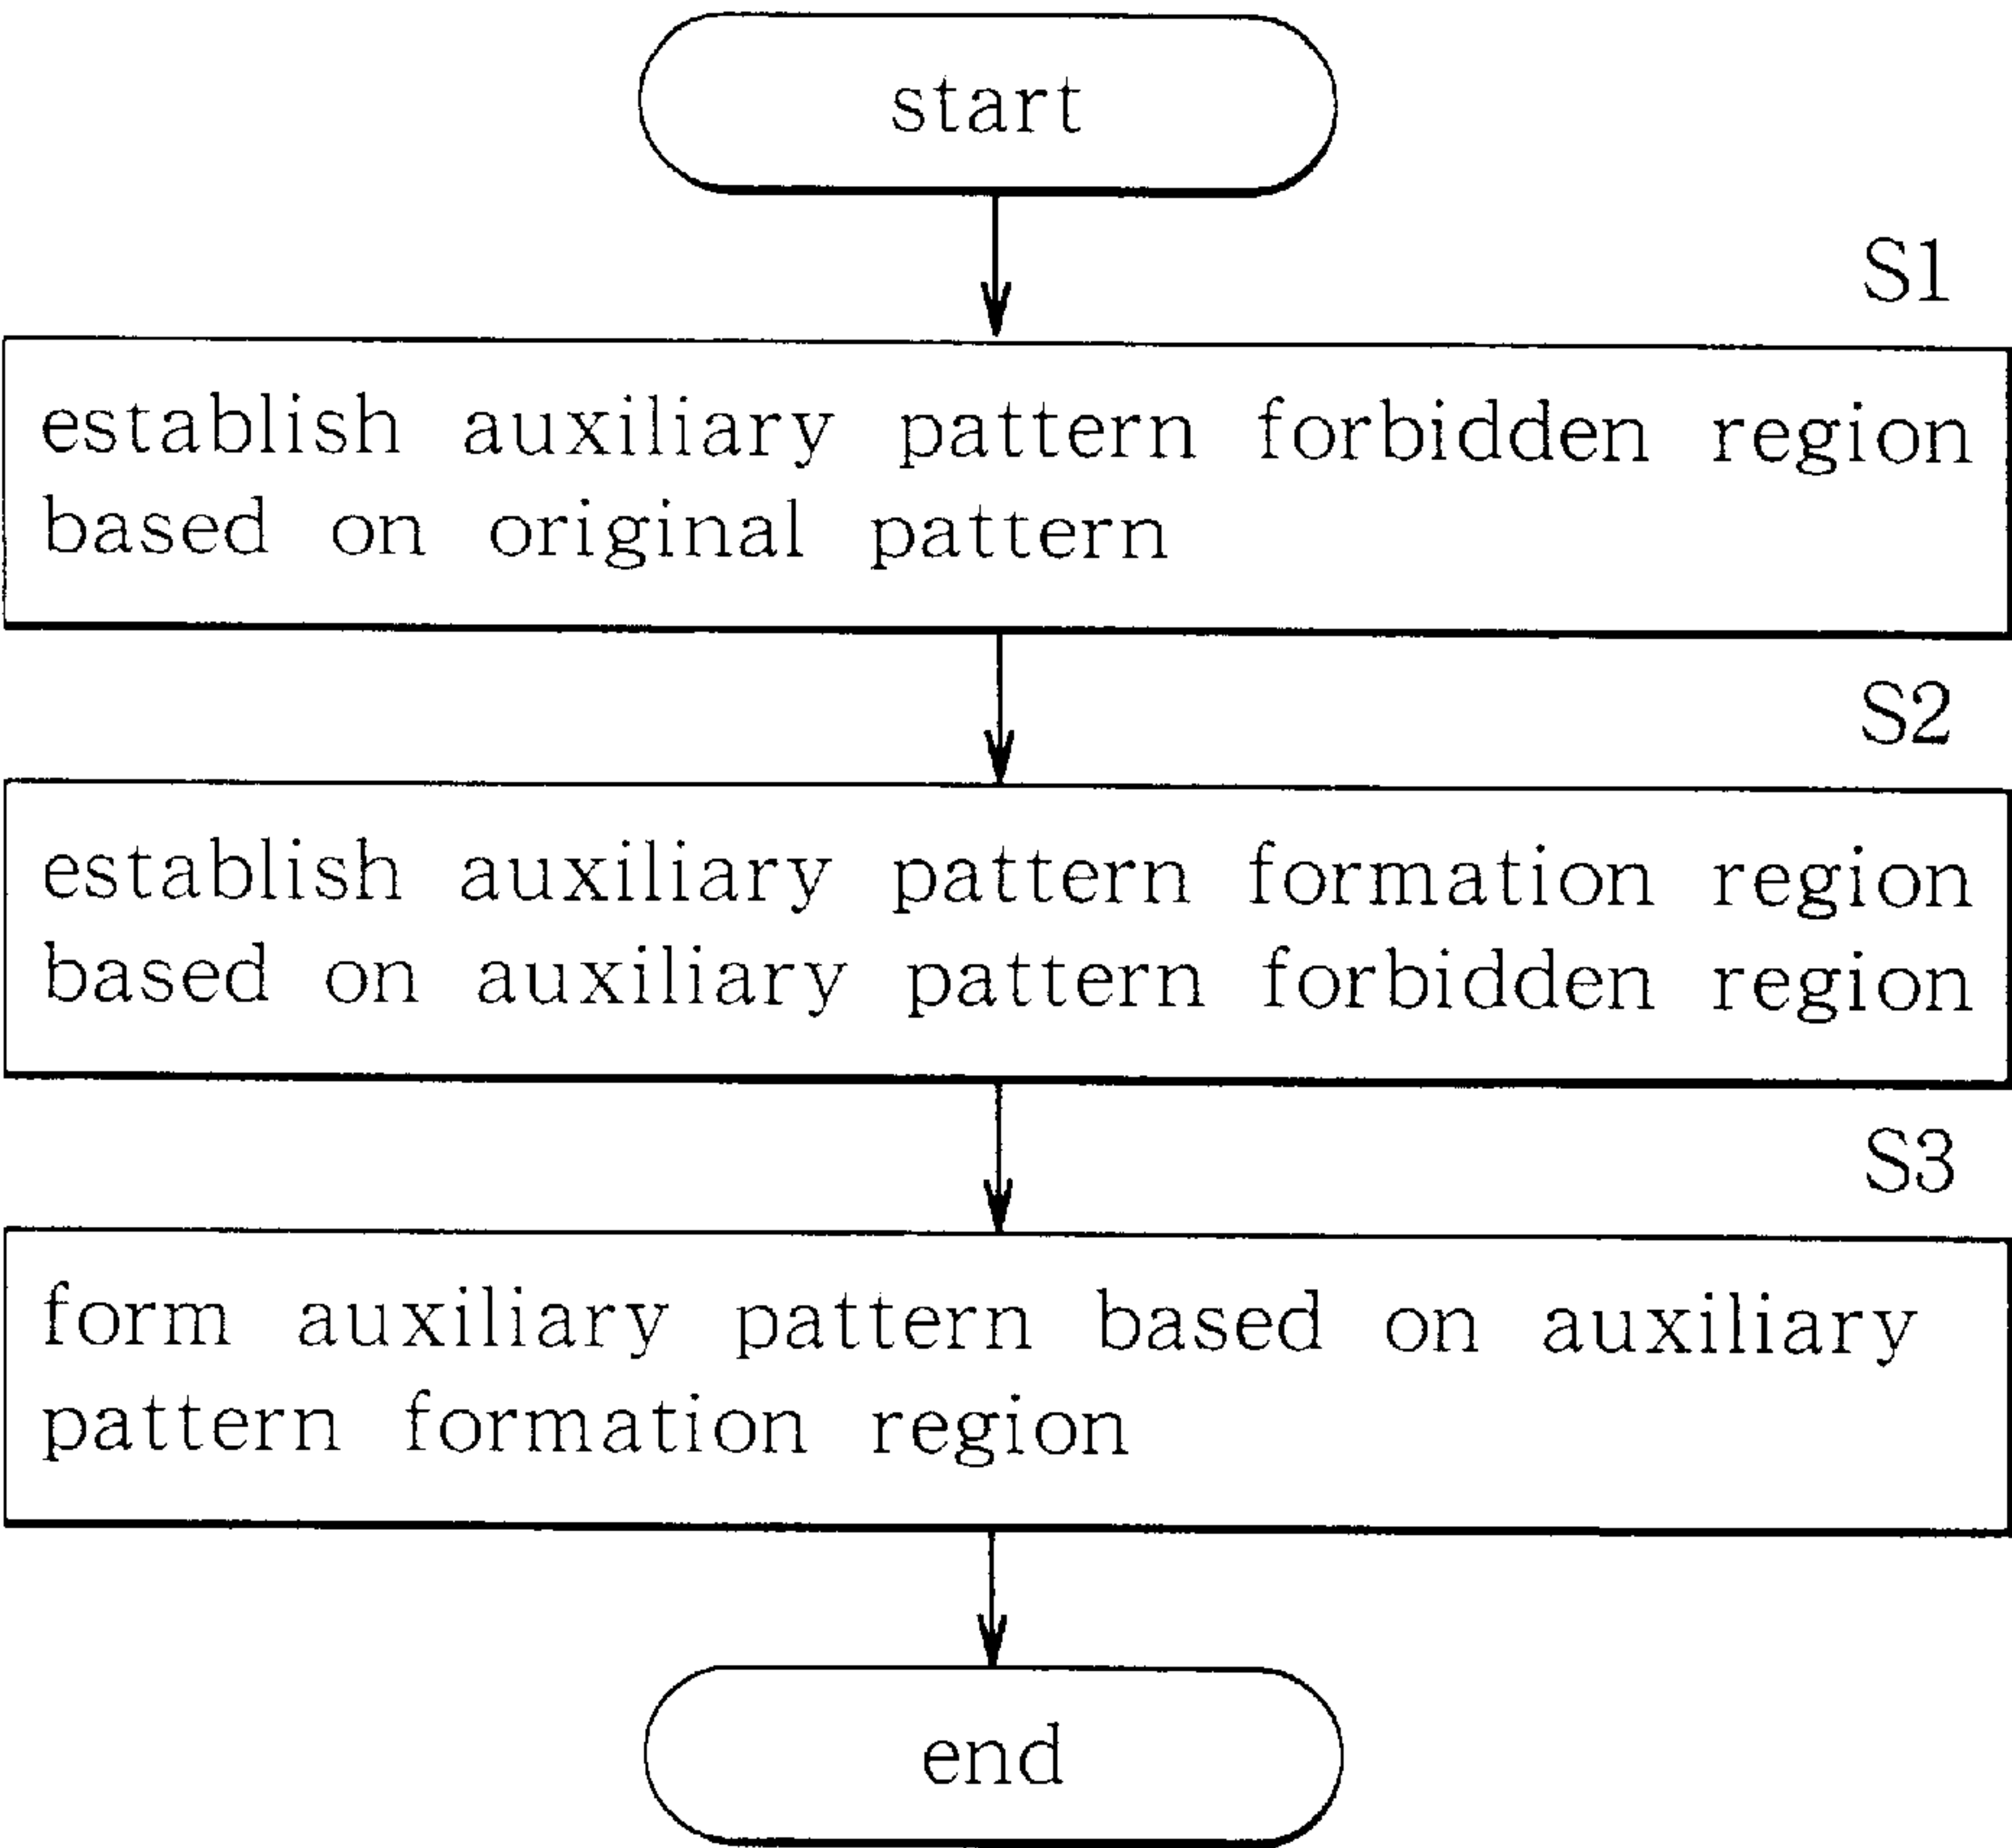 start
S1
establish auxiliary pattern forbidden region
based on original pattern
S2
establish auxiliary pattern formation region
based on auxiliary pattern forbidden region
S3
form auxiliary pattern based on auxiliary
pattern formation region
end